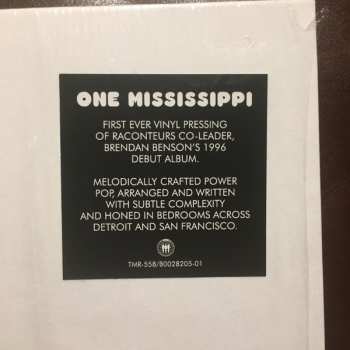 ONE MISSISSIPPI
FIRST EVER VINYL PRESSING
OF RACONTEURS CO-LEADER,
BRENDAN BENSON'S 1996
DEBUT ALBUM.
MELODICALLY CRAFTED POWER
POP, ARRANGED AND WRITTEN
WITH SUBTLE COMPLEXITY
AND HONED IN BEDROOMS ACROSS
DETROIT AND SAN FRANCISCO.
TMR-558/80028205-01